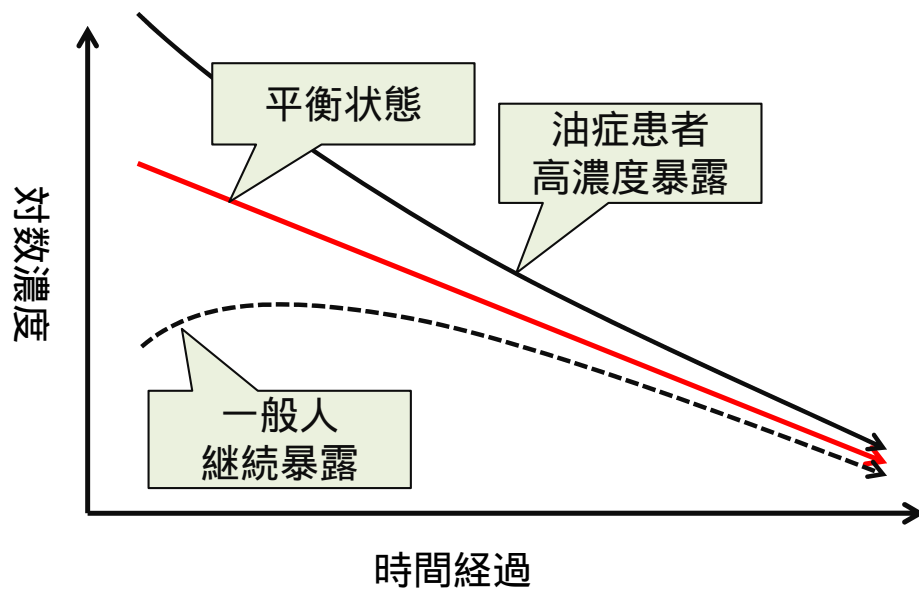 平衡状態
油症患者
高濃度暴露
対数濃度
一般人
継続暴露
時間経過